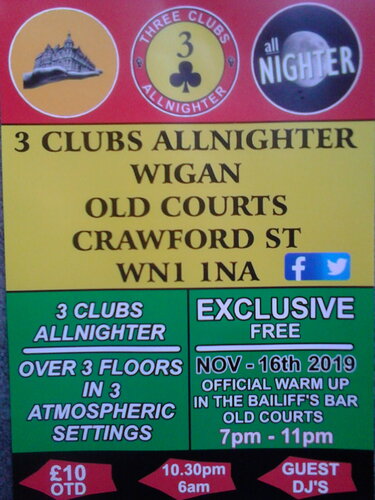 THREE CLUBS
3
ALLNIGHTER
all
NIGHTER
3 CLUBS ALLNIGHTER
WIGAN
OLD COURTS
CRAWFORD ST
WN1 1NA
f
3 CLUBS
ALLNIGHTER
OVER 3 FLOORS
IN 3
ATMOSPHERIC
SETTINGS
EXCLUSIVE
FREE
NOV - 16th 2019
OFFICIAL WARM UP
IN THE BAILIFF'S BAR
OLD COURTS
7pm - 11pm
£10
OTD
10.30pm
6am
GUEST
DJ'S